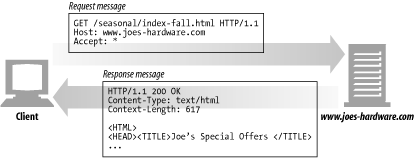 Request message
GET /seasonal/index-fall.html HTTP/1.1
Host: www.joes-hardware.com
Accept: *
Response message
HTTP/1.1 200 OK
Content-Type: text/html
Context-Length: 617
<HTML>
<HEAD><TITLE>Joe's Special Offers </TITLE>
...
Client
www.joes-hardware.com